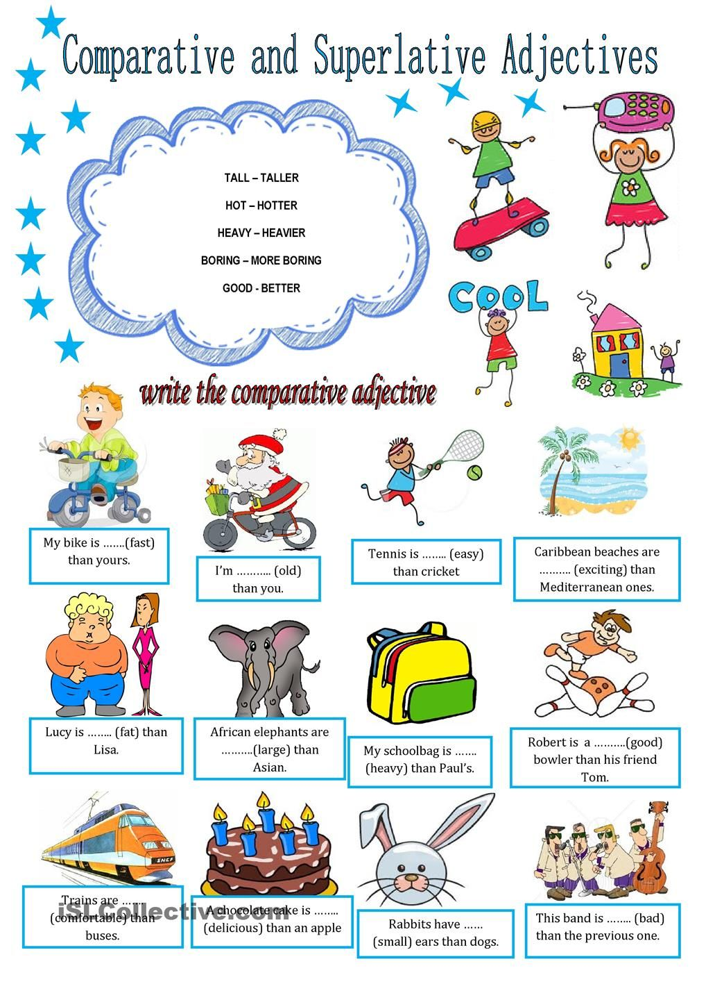 Comparative and Superlative Adjectives
TALL – TALLER
HOT – HOTTER
HEAVY – HEAVIER
BORING – MORE BORING
GOOD - BETTER
COOL
write the comparative adjective
My bike is …….(fast)
than yours.
I’m ……….. (old)
than you.
Tennis is …….. (easy)
than cricket
Caribbean beaches are
………. (exciting) than
Mediterranean ones.
Lucy is …….. (fat) than
Lisa.
African elephants are
……….(large) than
Asian.
My schoolbag is …….
(heavy) than Paul’s.
Robert is a ……….(good)
bowler than his friend
Tom.
SNCF
Trains are …….
(comfortable) than
buses.
A chocolate cake is ……..
(delicious) than an apple
iSLCollective.com
Rabbits have ……
(small) ears than dogs.
This band is …….. (bad)
than the previous one.